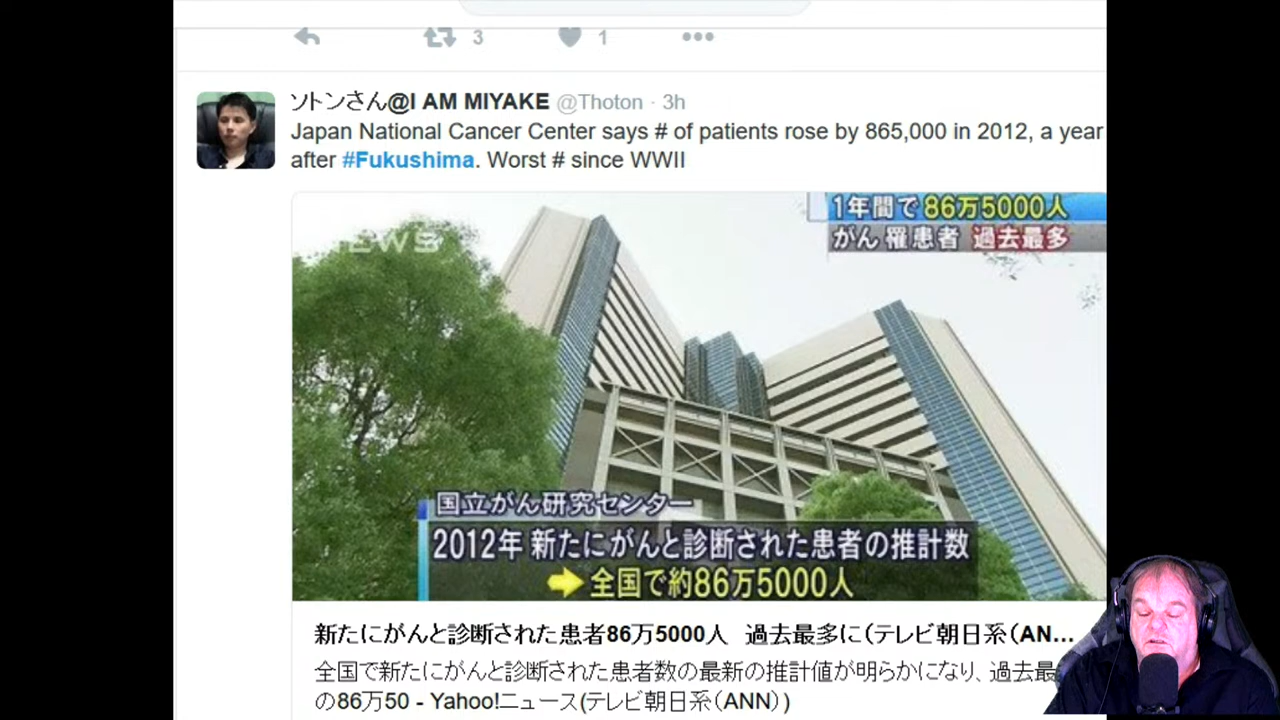 3 1
ソトンさん@I AM MIYAKE @Thoton · 3h
Japan National Cancer Center says # of patients rose by 865,000 in 2012, a year
after #Fukushima. Worst # since WWII
1年間で86万5000人
がん罹患者 過去最多
NEWS
国立がん研究センター
2012年 新たにがんと診断された患者の推計数
全国で約86万5000人
新たにがんと診断された患者86万5000人 過去最多に(テレビ朝日系（AN...
全国で新たにがんと診断された患者数の最新の推計値が明らかになり、過去最
の86万50 - Yahoo!ニュース(テレビ朝日系（ANN）)